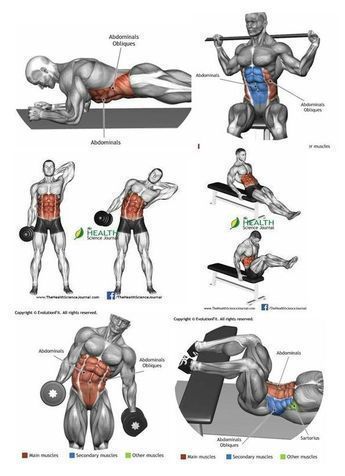 Abdominals
Obliques
Abdominals
Abdominals
Abdominals
Obliques
ir muscles
The
HEALTH
Science Journal
www.TheHealthScienceJournal.com
/TheHealthScienceJournal
The
HEALTH
Science Journal
www.TheHealthScienceJournal.com
/TheHealthScienceJournal
Copyright © EvolutionFit. All rights reserved.
Copyright © EvolutionFit. All rights reserved.
Abdominals
Abdominals
Obliques
Abdominals
Abdominals
Obliques
Sartorius
Main muscles
Secondary muscles
Other muscles
Main muscles
Secondary muscles
Other muscles